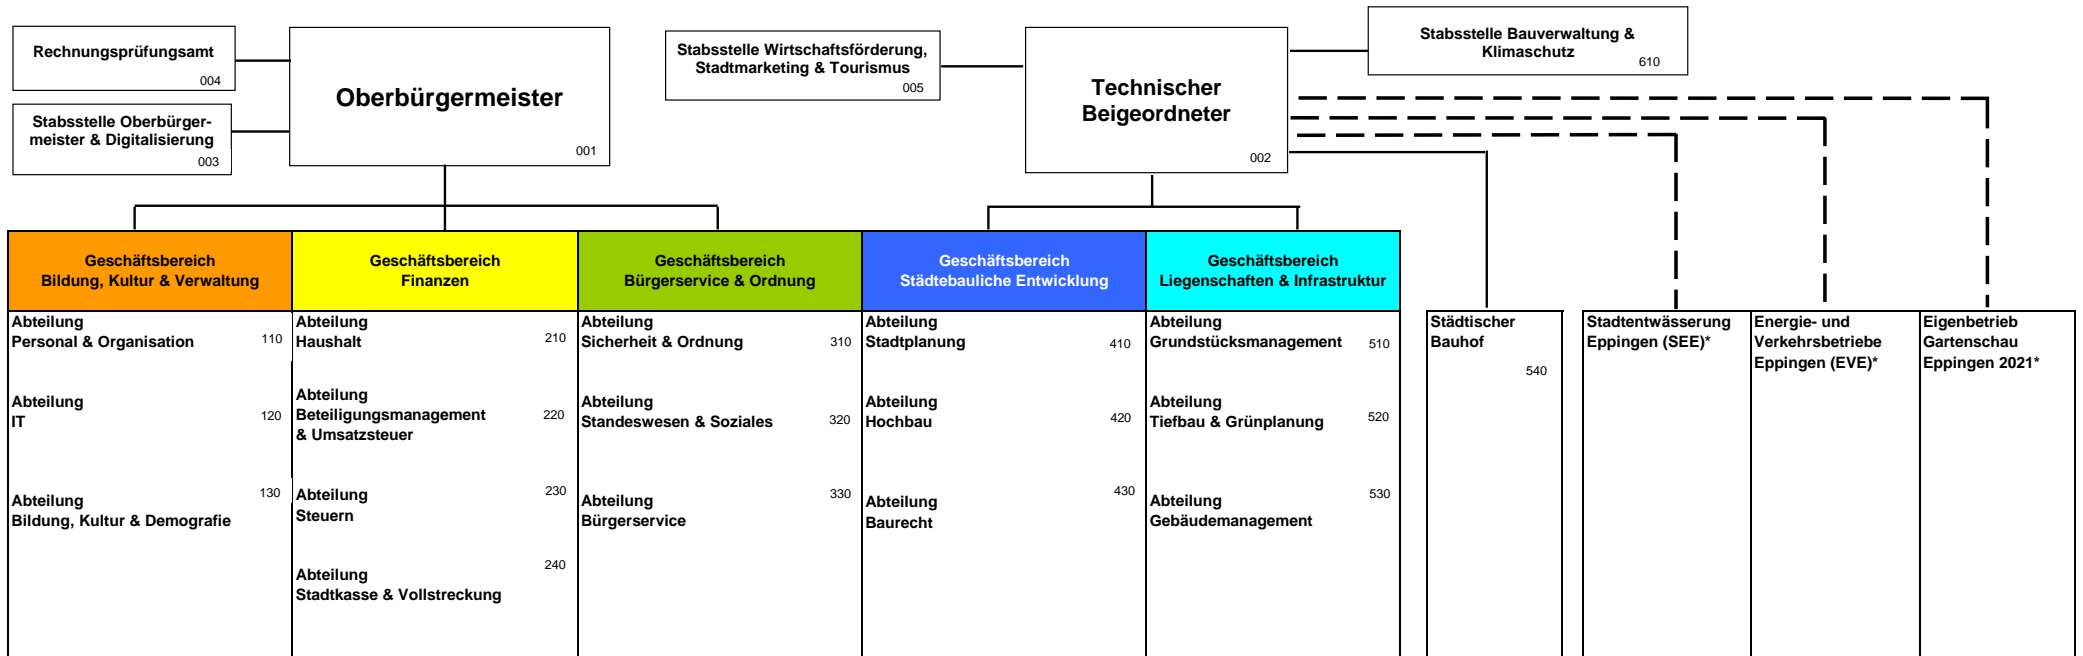 Rechnungsprüfungsamt
004
Stabsstelle Oberbürger-
meister & Digitalisierung
003
Oberbürgermeister
001
Stabsstelle Wirtschaftsförderung,
Stadtmarketing & Tourismus
005
Technischer
Beigeordneter
002
Stabsstelle Bauverwaltung &
Klimaschutz
610
Geschäftsbereich
Bildung, Kultur & Verwaltung
Abteilung
Personal & Organisation 110
Abteilung
IT 120
Abteilung 130
Bildung, Kultur & Demografie
Geschäftsbereich
Finanzen
Abteilung
Haushalt 210
Abteilung
Beteiligungsmanagement 220
& Umsatzsteuer
Abteilung 230
Steuern
Abteilung 240
Stadtkasse & Vollstreckung
Geschäftsbereich
Bürgerservice & Ordnung
Abteilung
Sicherheit & Ordnung 310
Abteilung
Standeswesen & Soziales 320
Abteilung 330
Bürgerservice
Geschäftsbereich
Städtebauliche Entwicklung
Abteilung
Stadtplanung 410
Abteilung
Hochbau 420
Abteilung 430
Baurecht
Geschäftsbereich
Liegenschaften & Infrastruktur
Abteilung
Grundstücksmanagement 510
Abteilung
Tiefbau & Grünplanung 520
Abteilung 530
Gebäudemanagement
Städtischer
Bauhof
540
Stadtentwässerung
Eppingen (SEE)*
Energie- und
Verkehrsbetriebe
Eppingen (EVE)*
Eigenbetrieb
Gartenschau
Eppingen 2021*